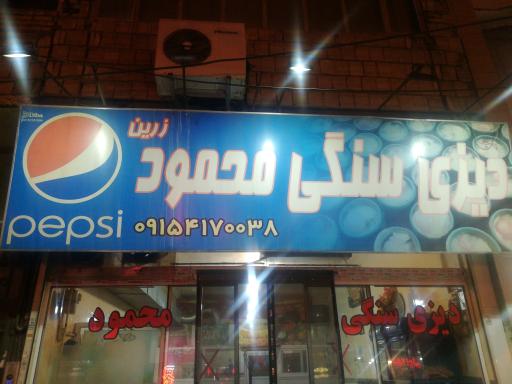 زرین
دیزی سنگی محمود
pepsi
۰۹۱۵۴۱۷۰۰۳۸
دیزی سنگی
محمود